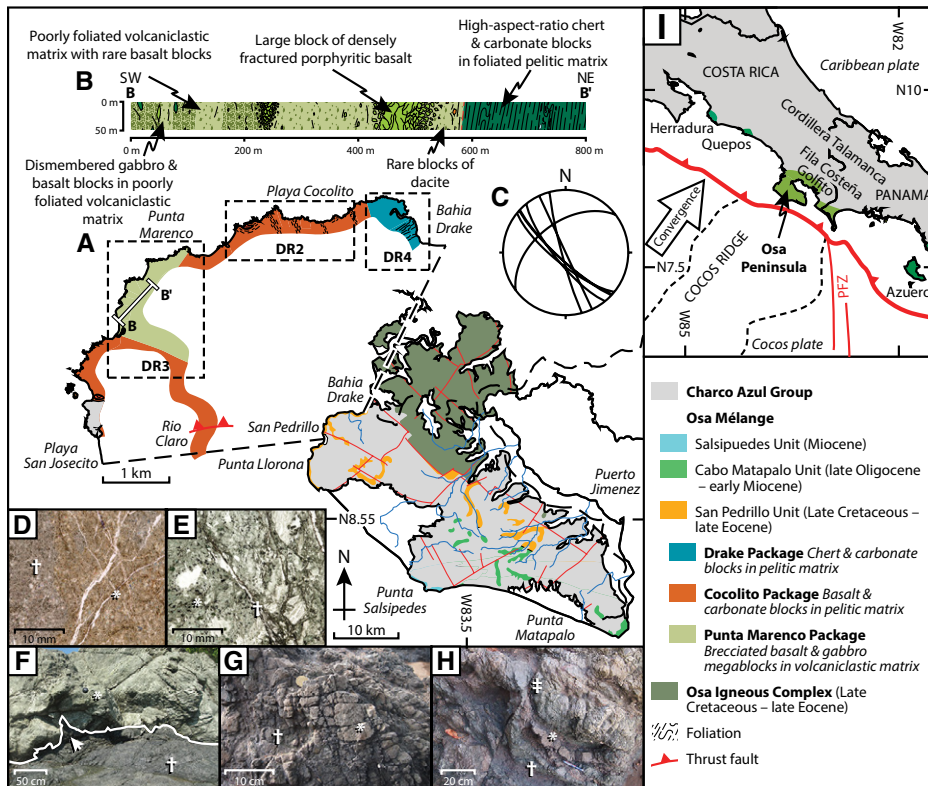 Poorly foliated volcaniclastic
matrix with rare basalt blocks
Large block of densely
fractured porphyritic basalt
High-aspect-ratio chert
& carbonate blocks
in foliated pelitic matrix
B
SW
B
NE
B'
0 m
50 m
0 m
200 m
400 m
600 m
800 m
Dismembered gabbro &
basalt blocks in poorly
foliated volcaniclastic
matrix
Rare blocks of
dacite
A
Punta
Marenco
Playa Cocolito
Bahia
Drake
DR2
DR4
B'
B
DR3
Rio
Claro
Playa
San Josecito
1 km
C
N
Bahia
Drake
San Pedrillo
Punta Llorona
Puerto
Jimenez
N8.55
N
Punta
Salsipedes
10 km
W83.5
Punta
Matapalo
D
†
*
10 mm
E
*
†
10 mm
F
*
†
50 cm
G
*
10 cm
H
‡
*
†
20 cm
I
W82
COSTA RICA
Caribbean plate
N10
Herradura
Quepos
Cordillera Talamanca
Fila Costeña
Golfito
PANAMA
Convergence
Osa
Peninsula
COCOS RIDGE
N7.5
Azuero
W85
PFZ
Cocos plate
Charco Azul Group
Osa Mélange
Salsipuedes Unit (Miocene)
Cabo Matapalo Unit (late Oligocene
– early Miocene)
San Pedrillo Unit (Late Cretaceous –
late Eocene)
Drake Package Chert & carbonate
blocks in pelitic matrix
Cocolito Package Basalt &
carbonate blocks in pelitic matrix
Punta Marenco Package
Brecciated basalt & gabbro
megablocks in volcaniclastic matrix
Osa Igneous Complex (Late
Cretaceous – late Eocene)
Foliation
Thrust fault